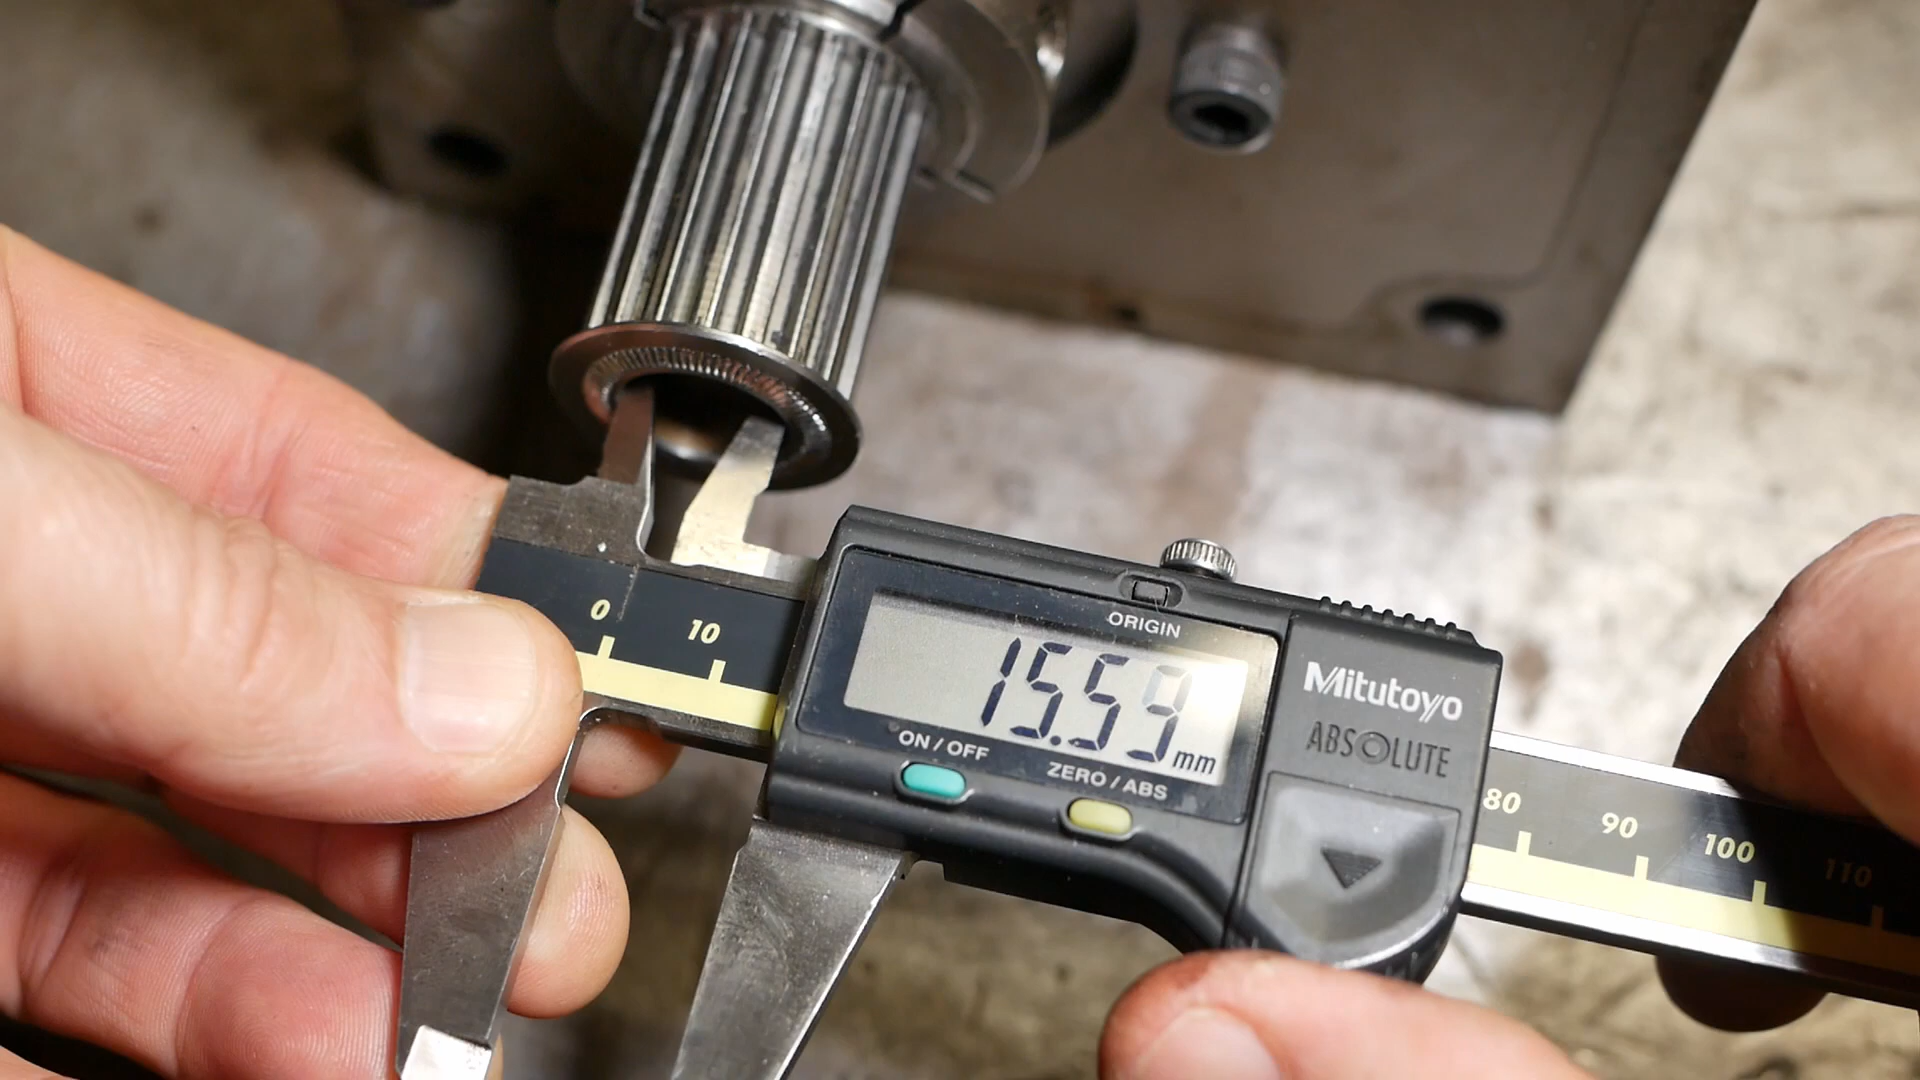 0 10
ORIGIN
15.59 mm
ON / OFF
ZERO / ABS
Mitutoyo
ABSOLUTE
80 90 100 110